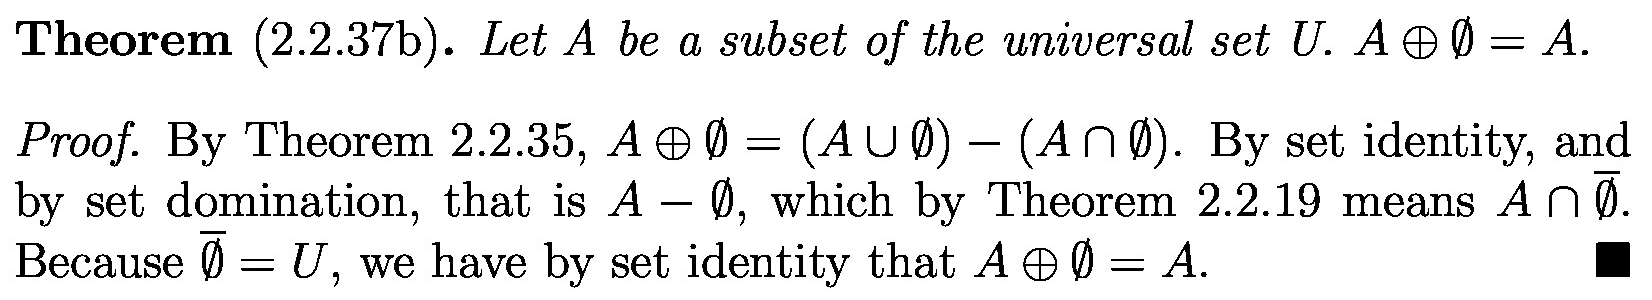 Theorem (2.2.37b). Let A be a subset of the universal set U. A ⊕ ∅ = A.
Proof. By Theorem 2.2.35, A ⊕ ∅ = (A ∪ ∅) − (A ∩ ∅). By set identity, and
by set domination, that is A − ∅, which by Theorem 2.2.19 means A ∩ ∅̅.
Because ∅̅ = U, we have by set identity that A ⊕ ∅ = A. ■